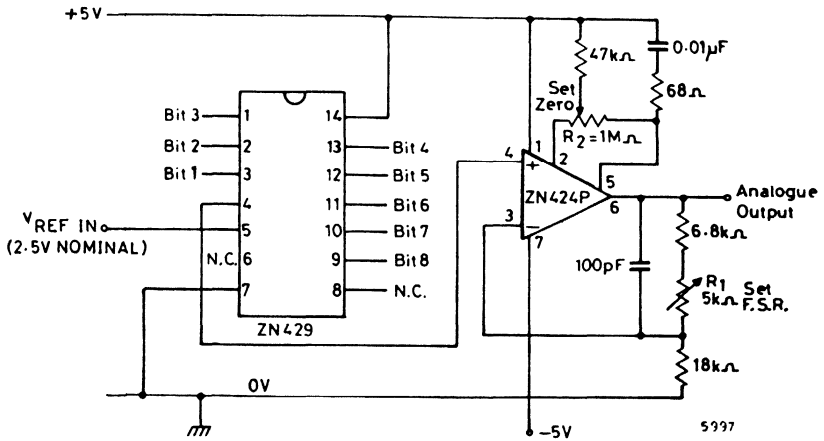 +5V
47kΩ
0.01µF
Set
Zero
68Ω
R2=1MΩ
Bit 3
1
14
Bit 2
2
13
Bit 4
Bit 1
3
12
Bit 5
4
11
Bit 6
VREF IN
(2.5V NOMINAL)
5
10
Bit 7
N.C.
6
9
Bit 8
7
8
N.C.
ZN429
4
+
1
2
5
ZN424P
6
3
−
7
Analogue
Output
6.8kΩ
100pF
R1
5kΩ
Set
F.S.R.
18kΩ
0V
−5V
5997